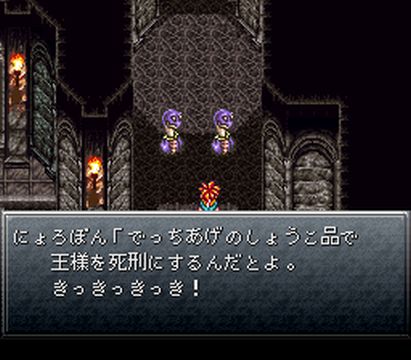 にょろぽん「でっちあげのしょうこ品で
王様を死刑にするんだとよ。
きっきっきっき!